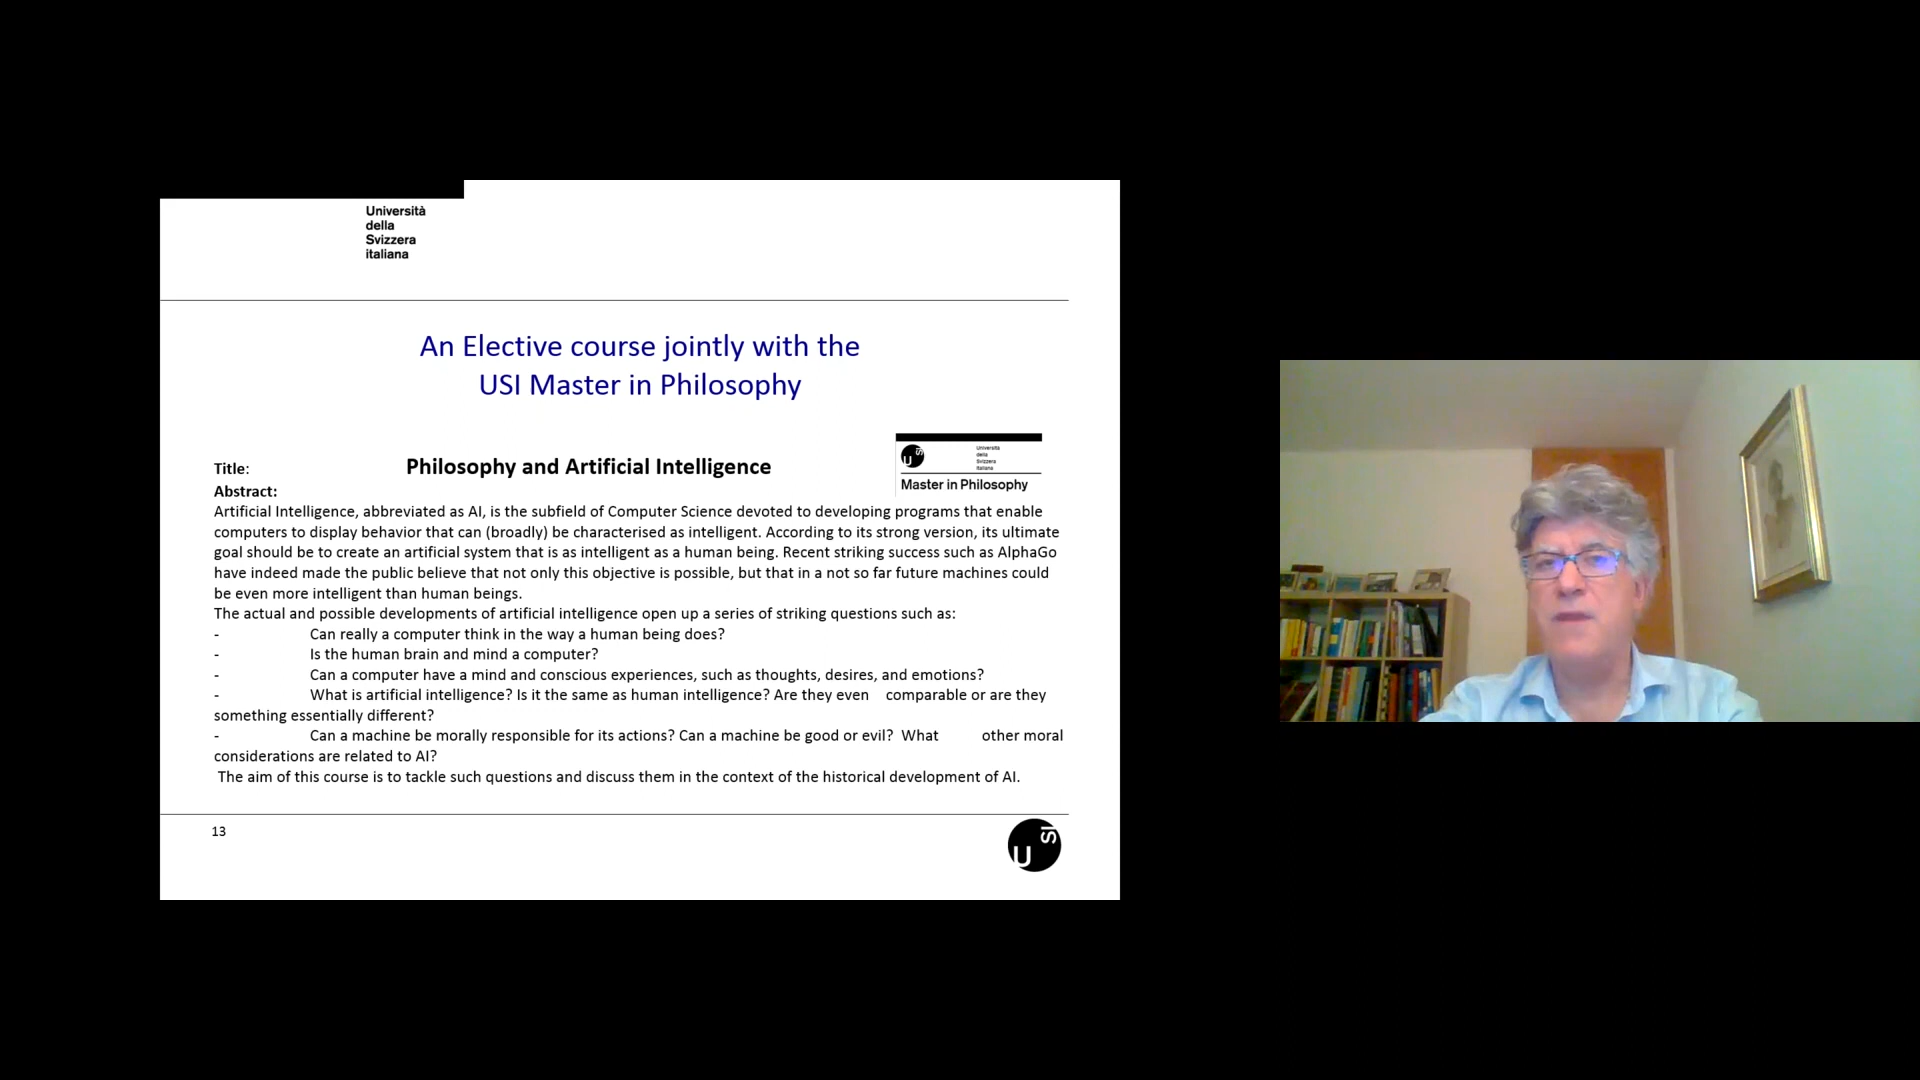 Università
della
Svizzera
italiana
An Elective course jointly with the
USI Master in Philosophy
Title: Philosophy and Artificial Intelligence
U SI
Università
della
Svizzera
italiana
Master in Philosophy
Abstract:
Artificial Intelligence, abbreviated as AI, is the subfield of Computer Science devoted to developing programs that enable
computers to display behavior that can (broadly) be characterised as intelligent. According to its strong version, its ultimate
goal should be to create an artificial system that is as intelligent as a human being. Recent striking success such as AlphaGo
have indeed made the public believe that not only this objective is possible, but that in a not so far future machines could
be even more intelligent than human beings.
The actual and possible developments of artificial intelligence open up a series of striking questions such as:
- Can really a computer think in the way a human being does?
- Is the human brain and mind a computer?
- Can a computer have a mind and conscious experiences, such as thoughts, desires, and emotions?
- What is artificial intelligence? Is it the same as human intelligence? Are they even comparable or are they
something essentially different?
- Can a machine be morally responsible for its actions? Can a machine be good or evil? What other moral
considerations are related to AI?
The aim of this course is to tackle such questions and discuss them in the context of the historical development of AI.
13
U SI